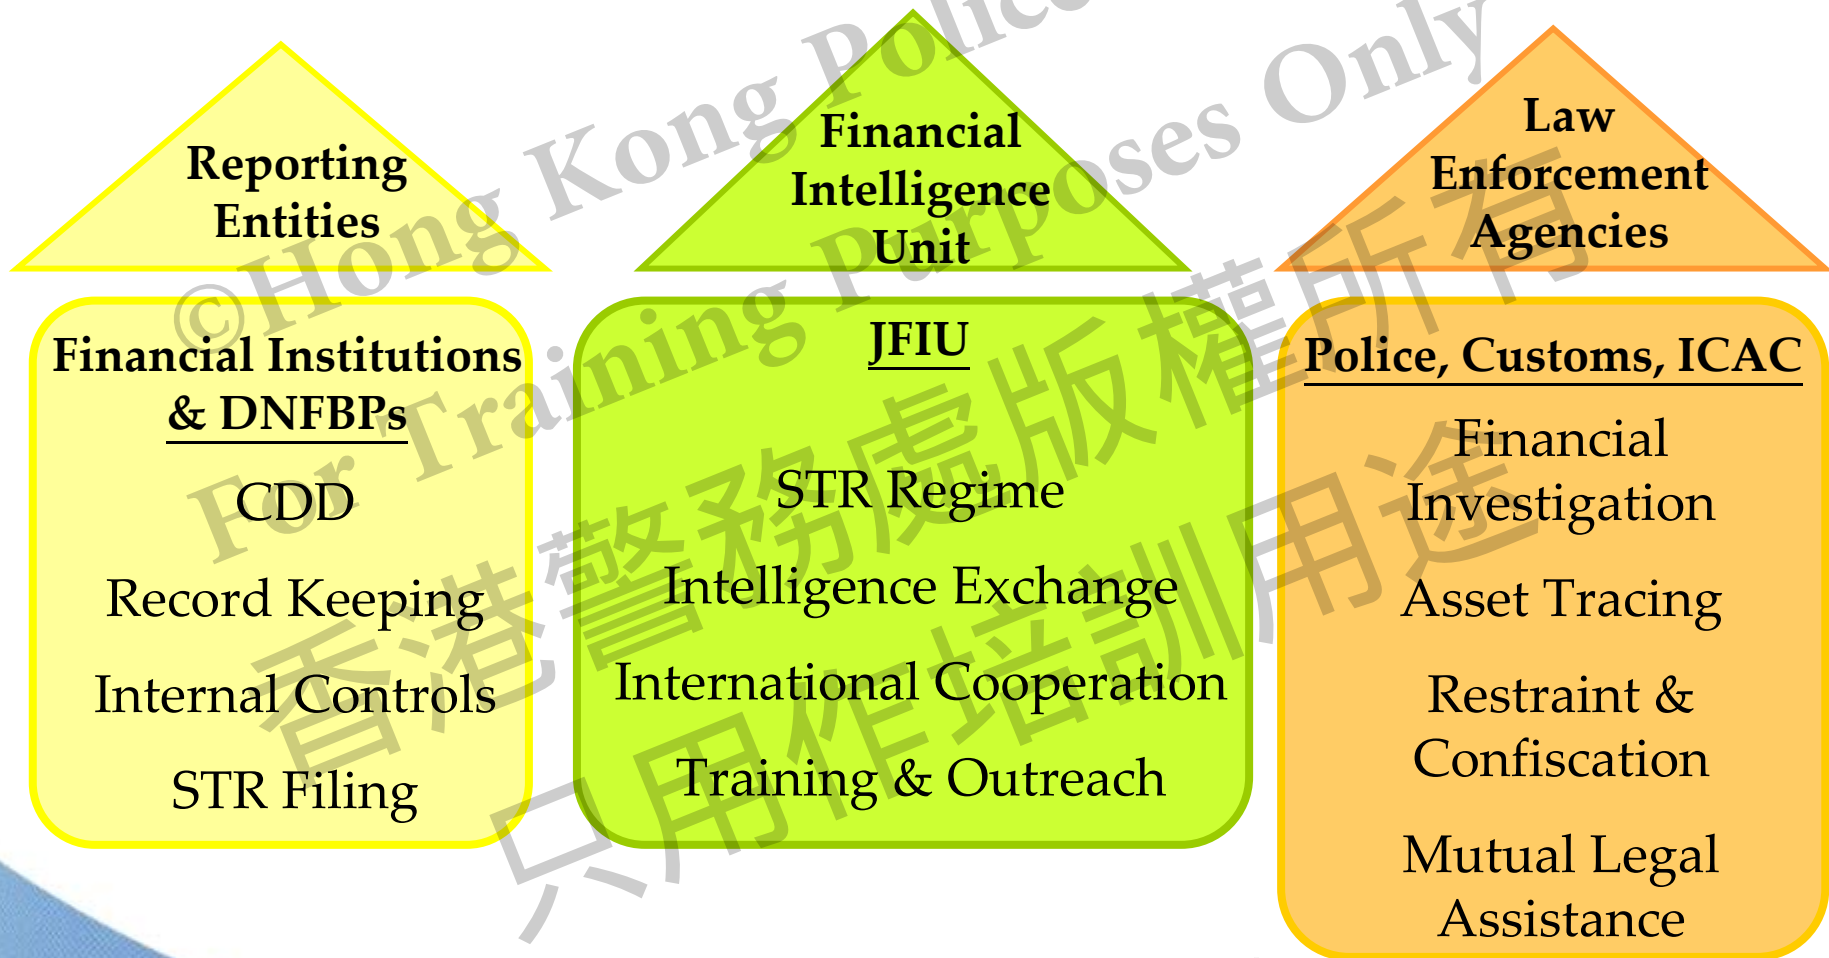 Reporting
Entities
Financial Institutions
& DNFBPs
CDD
Record Keeping
Internal Controls
STR Filing
Financial
Intelligence
Unit
JFIU
STR Regime
Intelligence Exchange
International Cooperation
Training & Outreach
Law
Enforcement
Agencies
Police, Customs, ICAC
Financial
Investigation
Asset Tracing
Restraint &
Confiscation
Mutual Legal
Assistance
©Hong Kong Police
For Training Purposes Only
香港警務處版權所有
只用作培訓用途